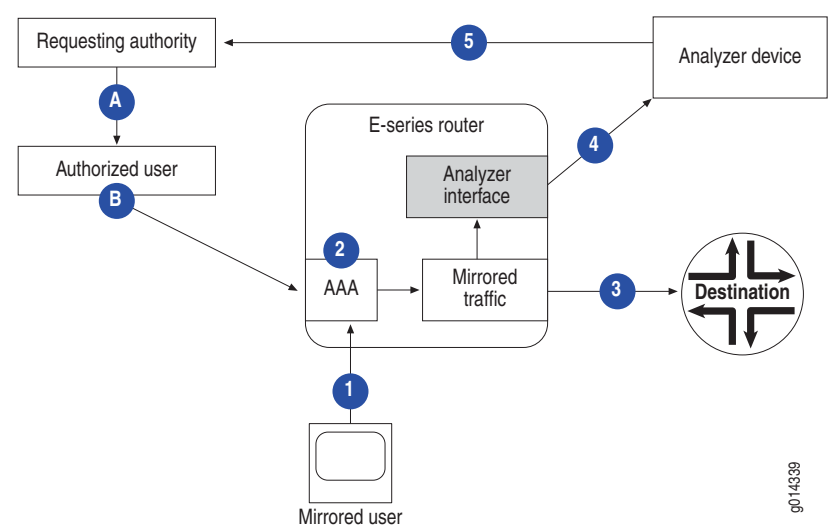 Requesting authority
5
Analyzer device
A
E-series router
4
Authorized user
B
Analyzer
interface
2
AAA
Mirrored
traffic
3
Destination
1
Mirrored user
g014339